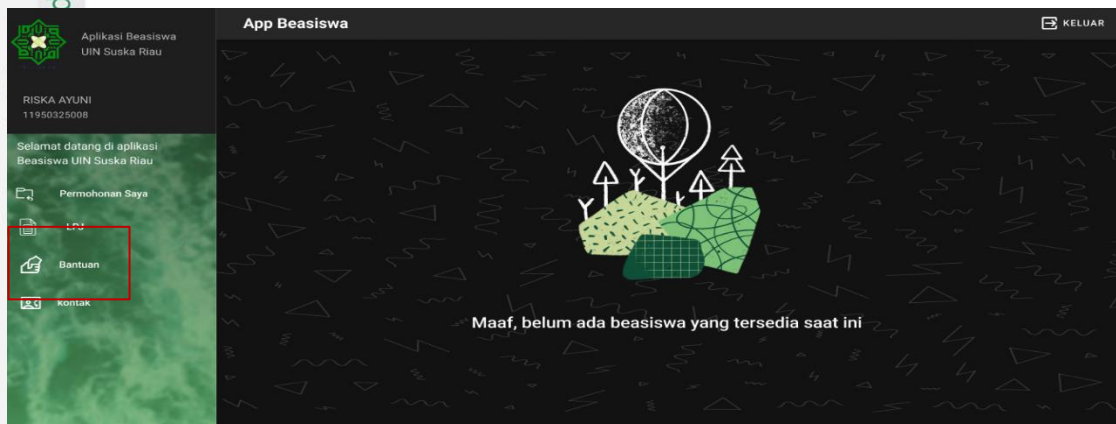 Aplikasi Beasiswa
UIN Suska Riau
App Beasiswa
KELUAR
RISKA AYUNI
11950325008
Selamat datang di aplikasi
Beasiswa UIN Suska Riau
Permohonan Saya
LPJ
Bantuan
kontak
Maaf, belum ada beasiswa yang tersedia saat ini